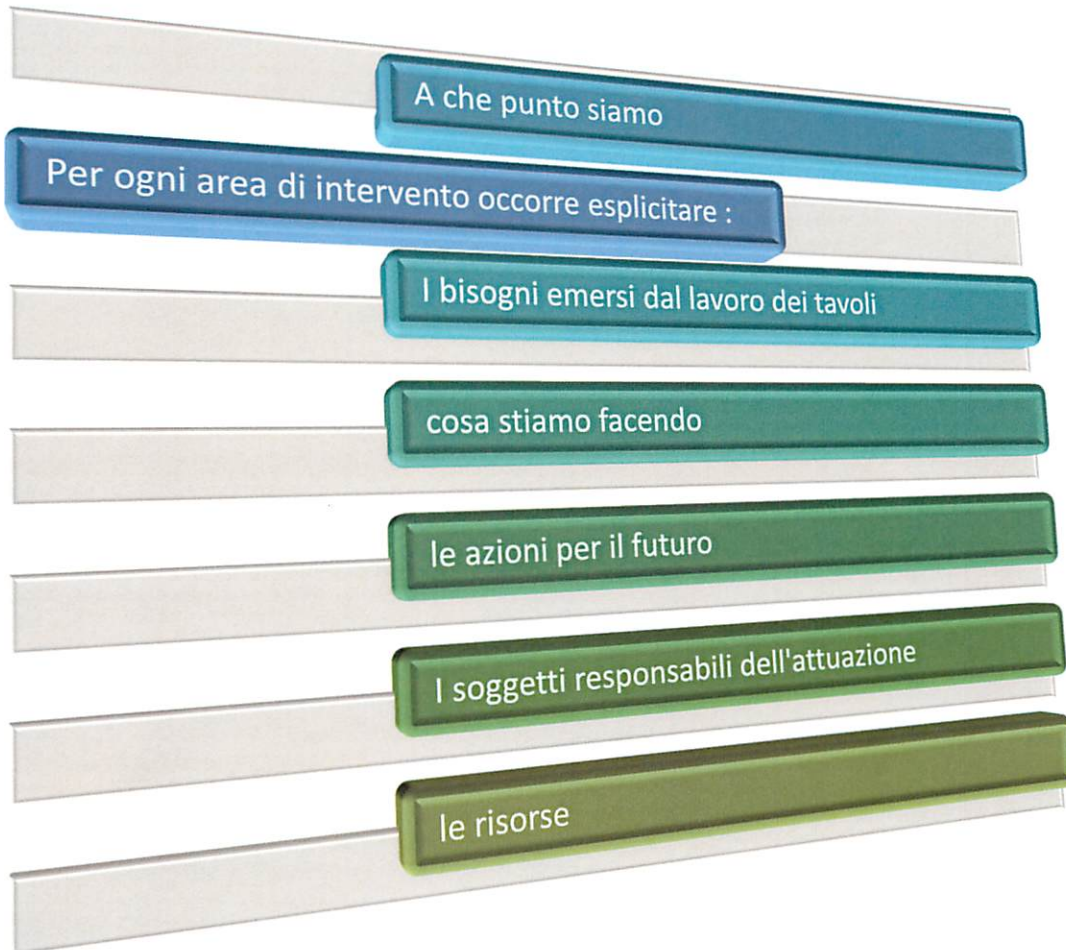 A che punto siamo
Per ogni area di intervento occorre esplicitare :
I bisogni emersi dal lavoro dei tavoli
cosa stiamo facendo
le azioni per il futuro
I soggetti responsabili dell'attuazione
le risorse